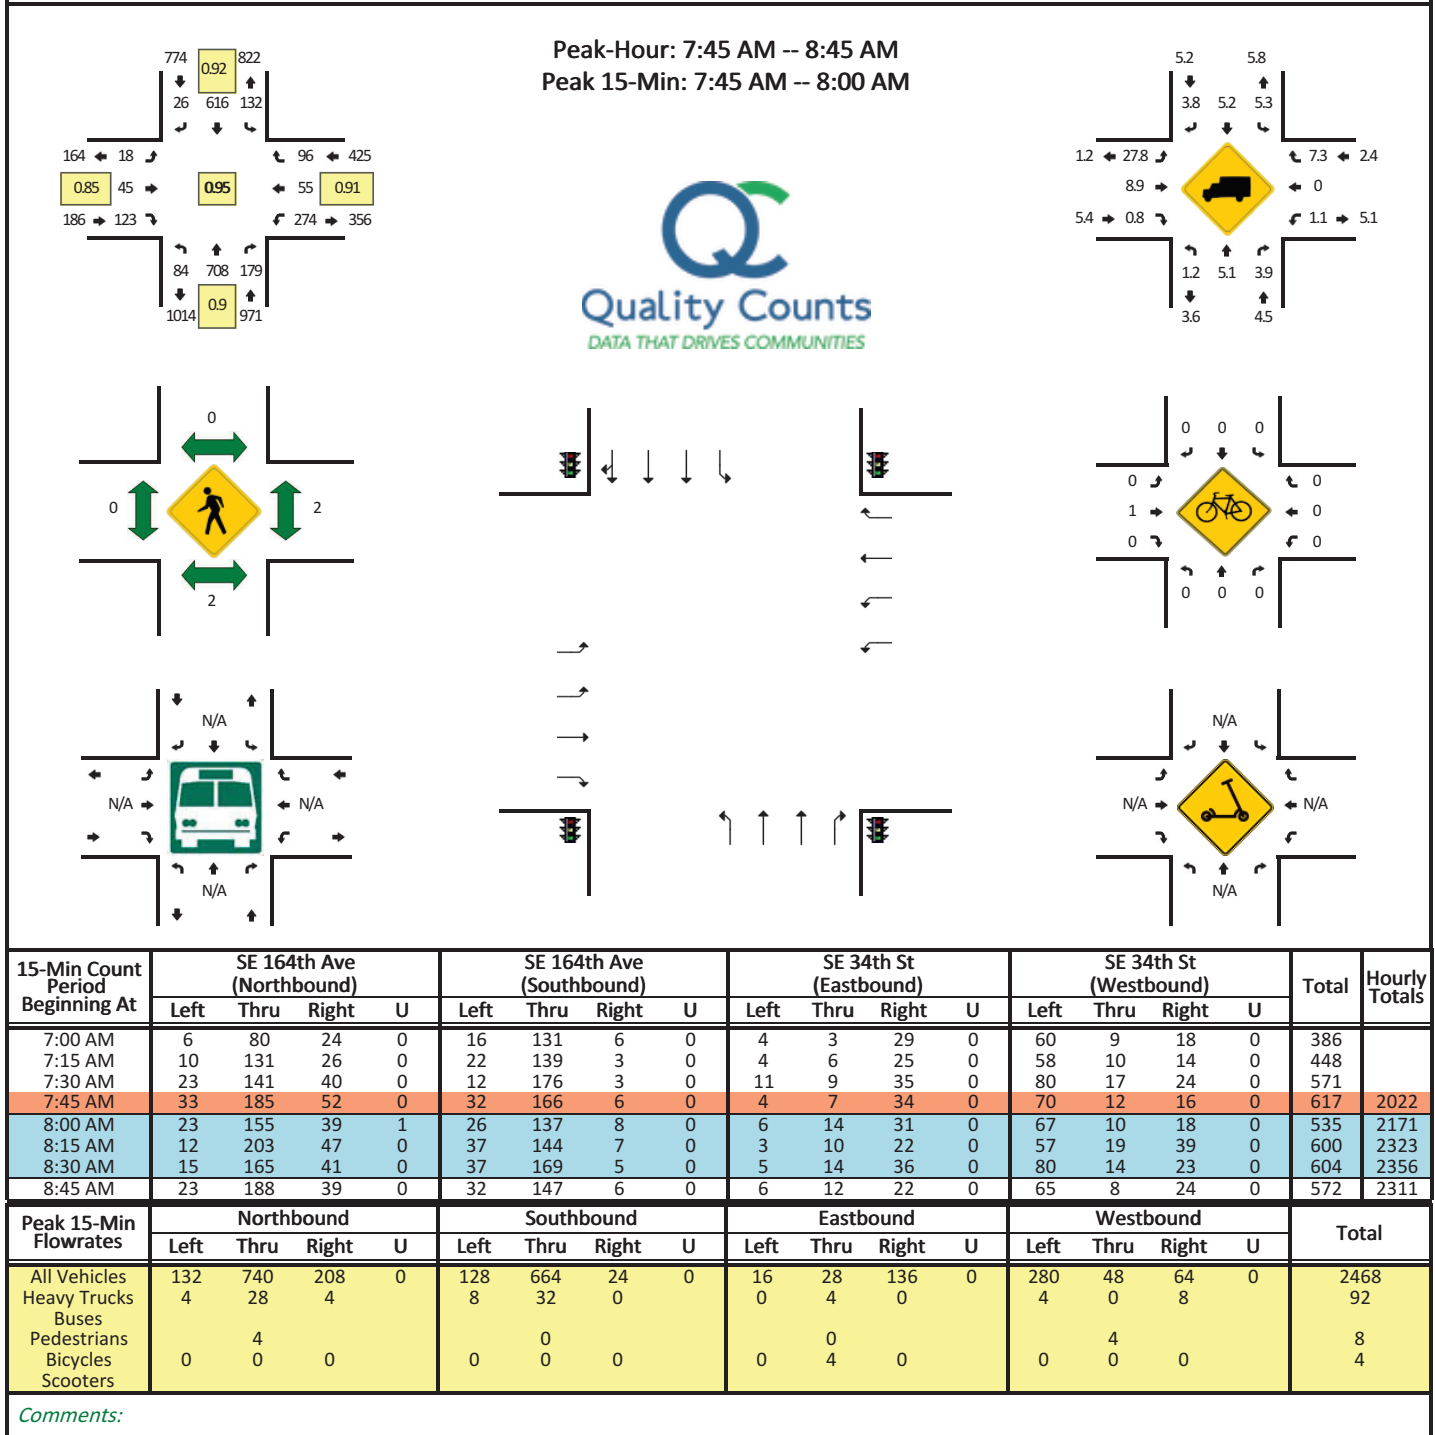 Peak-Hour: 7:45 AM -- 8:45 AM
Peak 15-Min: 7:45 AM -- 8:00 AM
774 0.92 822
26 616 132
164 18 96 425
0.85 45 0.95 55 0.91
186 123 274 356
84 708 179
1014 0.9 971
5.2 5.8
3.8 5.2 5.3
1.2 27.8 7.3 2.4
8.9 0
5.4 0.8 1.1 5.1
1.2 5.1 3.9
3.6 4.5
QC
Quality Counts
DATA THAT DRIVES COMMUNITIES
0
0 2
2
0 0 0
0 0
1 0
0 0
0 0 0
N/A
N/A N/A
N/A
N/A
N/A N/A
N/A
15-Min Count Period Beginning At SE 164th Ave (Northbound) SE 164th Ave (Southbound) SE 34th St (Eastbound) SE 34th St (Westbound) Total Hourly Totals
Left Thru Right U Left Thru Right U Left Thru Right U Left Thru Right U
7:00 AM 6 80 24 0 16 131 6 0 4 3 29 0 60 9 18 0 386
7:15 AM 10 131 26 0 22 139 3 0 4 6 25 0 58 10 14 0 448
7:30 AM 23 141 40 0 12 176 3 0 11 9 35 0 80 17 24 0 571
7:45 AM 33 185 52 0 32 166 6 0 4 7 34 0 70 12 16 0 617 2022
8:00 AM 23 155 39 1 26 137 8 0 6 14 31 0 67 10 18 0 535 2171
8:15 AM 12 203 47 0 37 144 7 0 3 10 22 0 57 19 39 0 600 2323
8:30 AM 15 165 41 0 37 169 5 0 5 14 36 0 80 14 23 0 604 2356
8:45 AM 23 188 39 0 32 147 6 0 6 12 22 0 65 8 24 0 572 2311
Peak 15-Min Flowrates Northbound Southbound Eastbound Westbound Total
Left Thru Right U Left Thru Right U Left Thru Right U Left Thru Right U
All Vehicles 132 740 208 0 128 664 24 0 16 28 136 0 280 48 64 0 2468
Heavy Trucks 4 28 4 8 32 0 0 4 0 4 0 8 92
Buses
Pedestrians 4 0 0 4 8
Bicycles 0 0 0 0 0 0 0 4 0 0 0 0 4
Scooters
Comments: